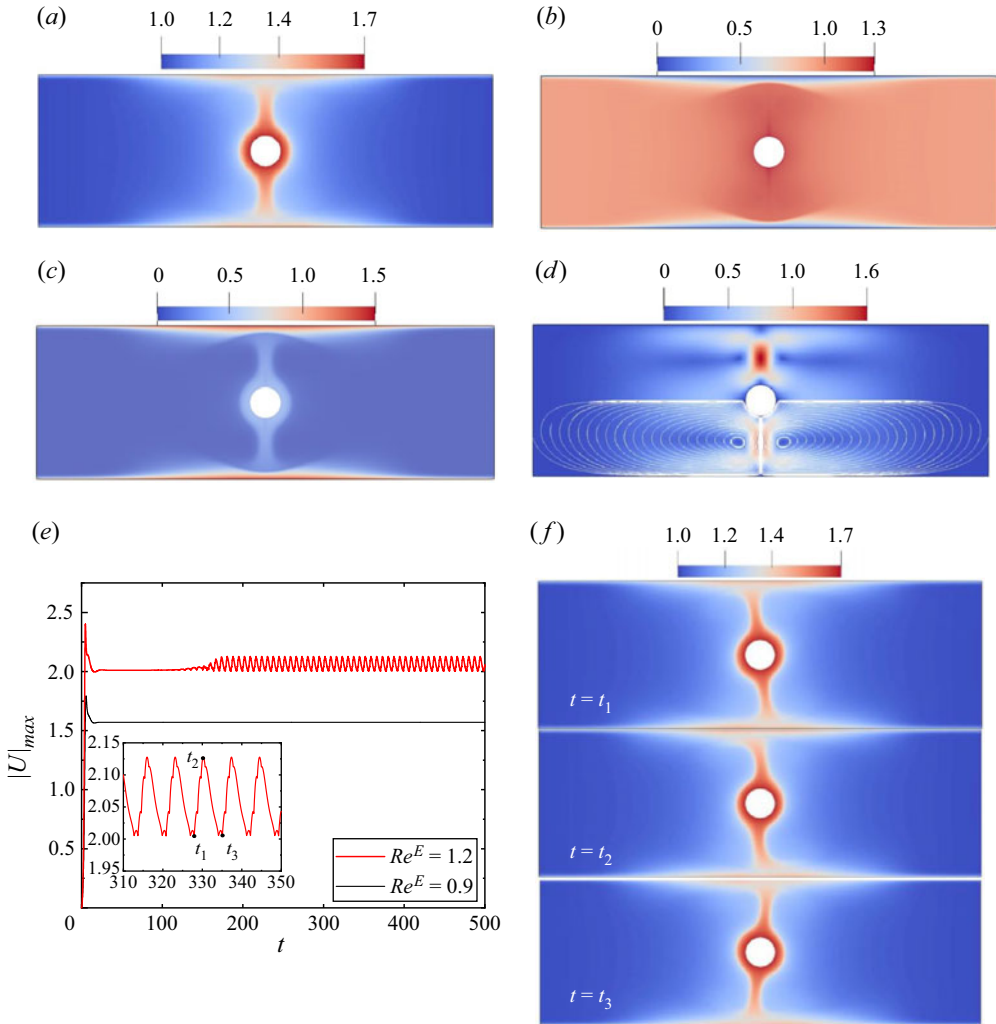 (a)
1.0 1.2 1.4 1.7
(b)
0 0.5 1.0 1.3
(c)
0 0.5 1.0 1.5
(d)
0 0.5 1.0 1.6
(e)
2.5
2.0
1.5
1.0
0.5
0
|U|max
2.15
2.10
2.05
2.00
1.95
310 320 330 340 350
t2
t1
t3
Re^E = 1.2
Re^E = 0.9
0 100 200 300 400 500
t
(f)
1.0 1.2 1.4 1.7
t = t1
t = t2
t = t3